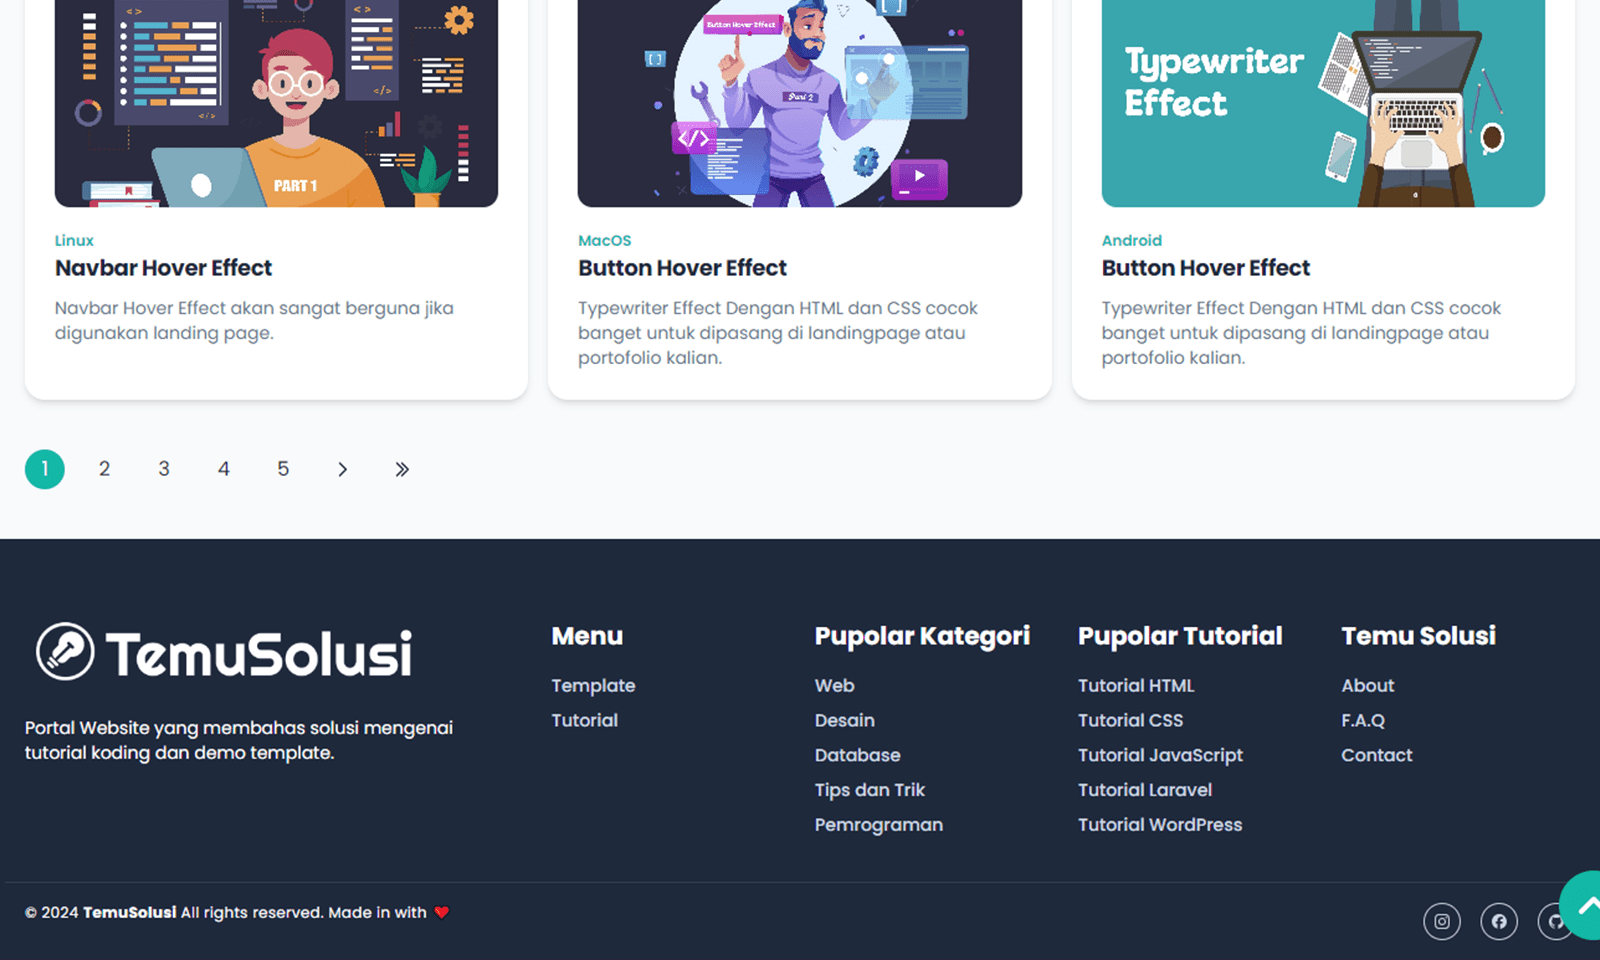 Button Hover Effect
PART 1
Part 2
</>
Typewriter
Effect
Linux
Navbar Hover Effect
Navbar Hover Effect akan sangat berguna jika
digunakan landing page.
MacOS
Button Hover Effect
Typewriter Effect Dengan HTML dan CSS cocok
banget untuk dipasang di landingpage atau
portofolio kalian.
Android
Button Hover Effect
Typewriter Effect Dengan HTML dan CSS cocok
banget untuk dipasang di landingpage atau
portofolio kalian.
1 2 3 4 5
TemuSolusi
Portal Website yang membahas solusi mengenai
tutorial koding dan demo template.
Menu
Template
Tutorial
Pupolar Kategori
Web
Desain
Database
Tips dan Trik
Pemrograman
Pupolar Tutorial
Tutorial HTML
Tutorial CSS
Tutorial JavaScript
Tutorial Laravel
Tutorial WordPress
Temu Solusi
About
F.A.Q
Contact
© 2024 TemuSolusi All rights reserved. Made in with ❤️